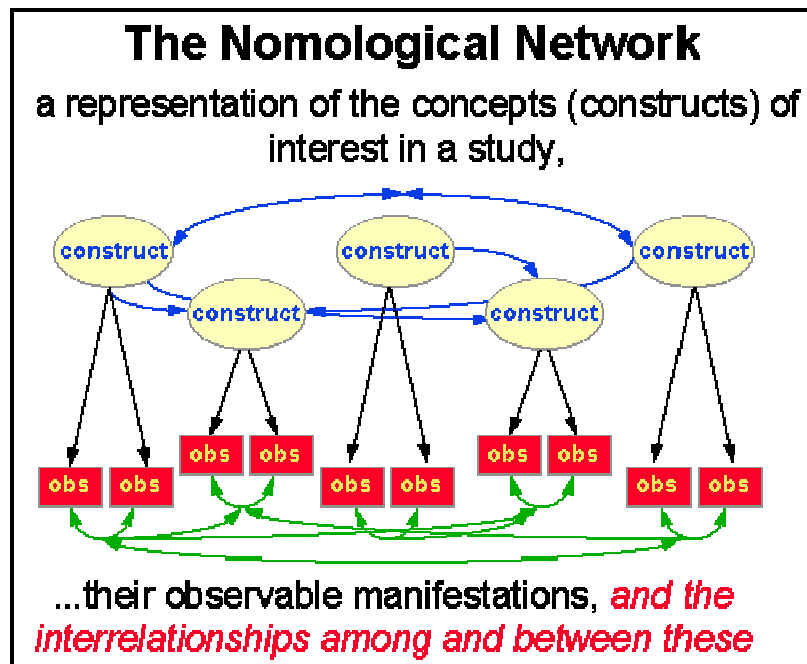 The Nomological Network
a representation of the concepts (constructs) of
interest in a study,
construct
construct
construct
construct
construct
obs
obs
obs
obs
obs
obs
obs
obs
obs
obs
...their observable manifestations, and the
interrelationships among and between these